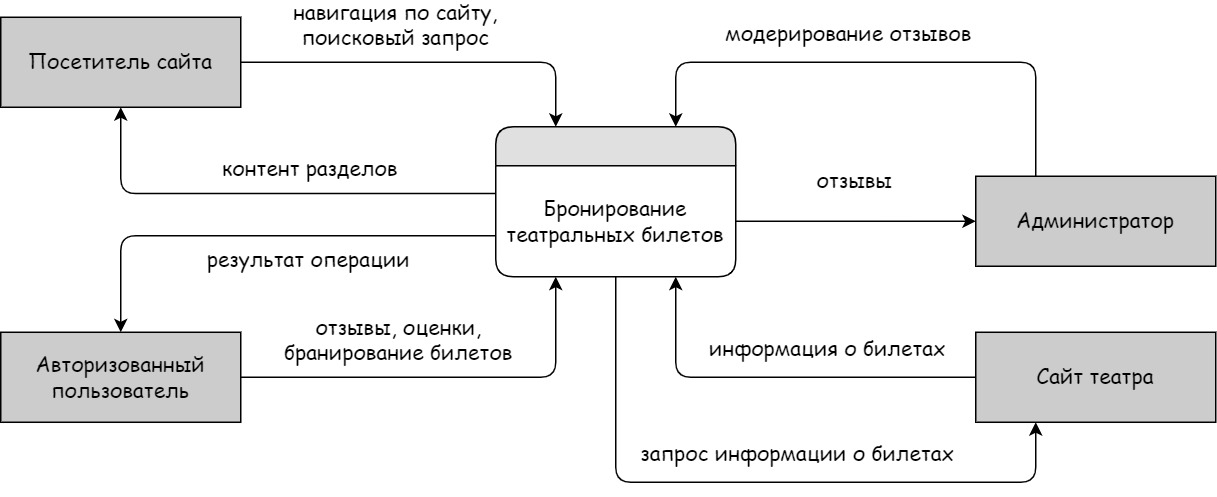 навигация по сайту,
поисковый запрос
модерирование отзывов
Посетитель сайта
контент разделов
отзывы
Бронирование
театральных билетов
Администратор
результат операции
отзывы, оценки,
бранирование билетов
информация о билетах
Авторизованный
пользователь
Сайт театра
запрос информации о билетах